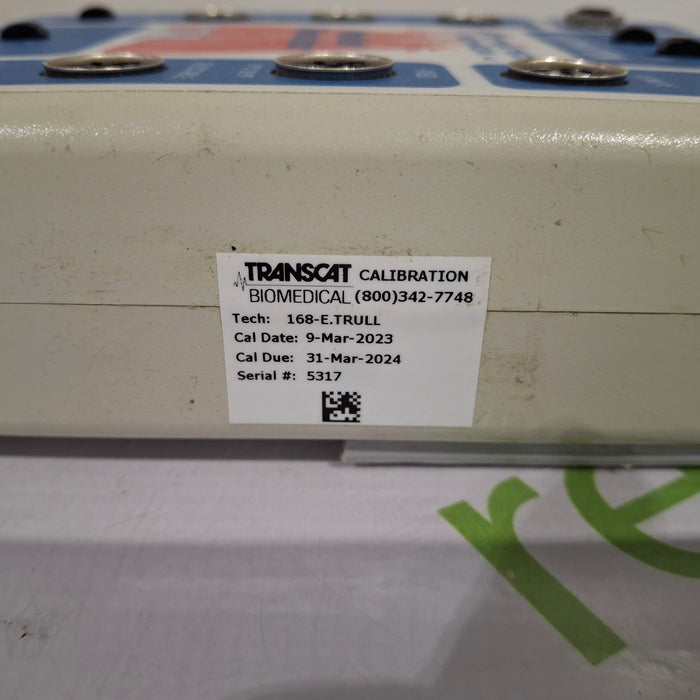 TRANSCAT CALIBRATION
BIOMEDICAL (800)342-7748
Tech: 168-E.TRULL
Cal Date: 9-Mar-2023
Cal Due: 31-Mar-2024
Serial #: 5317
re